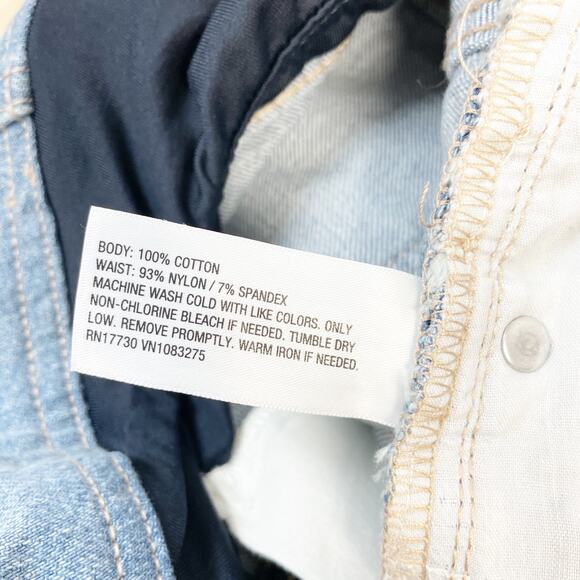 BODY: 100% COTTON
WAIST: 93% NYLON / 7% SPANDEX
MACHINE WASH COLD WITH LIKE COLORS. ONLY
NON-CHLORINE BLEACH IF NEEDED. TUMBLE DRY
LOW. REMOVE PROMPTLY. WARM IRON IF NEEDED.
RN17730 VN1083275